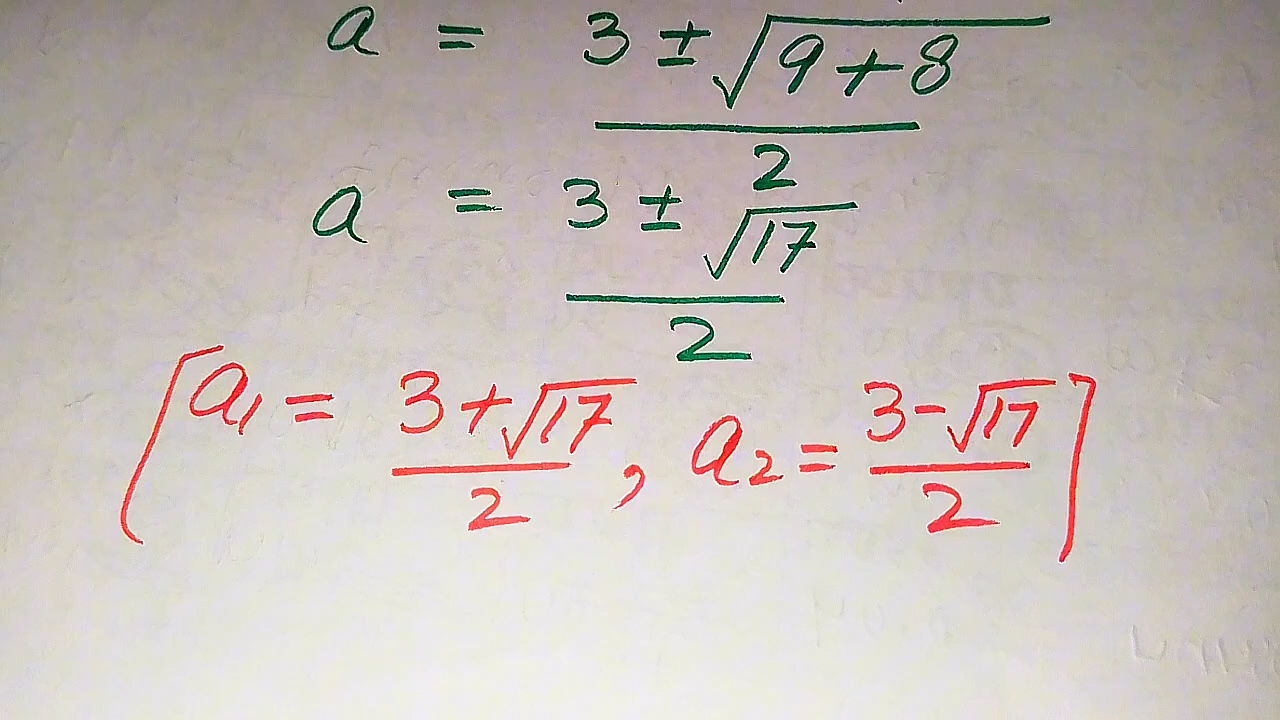 a = 3 ± √9 + 8 / 2
a = 3 ± √17 / 2
[a₁ = 3 + √17 / 2 , a₂ = 3 - √17 / 2]